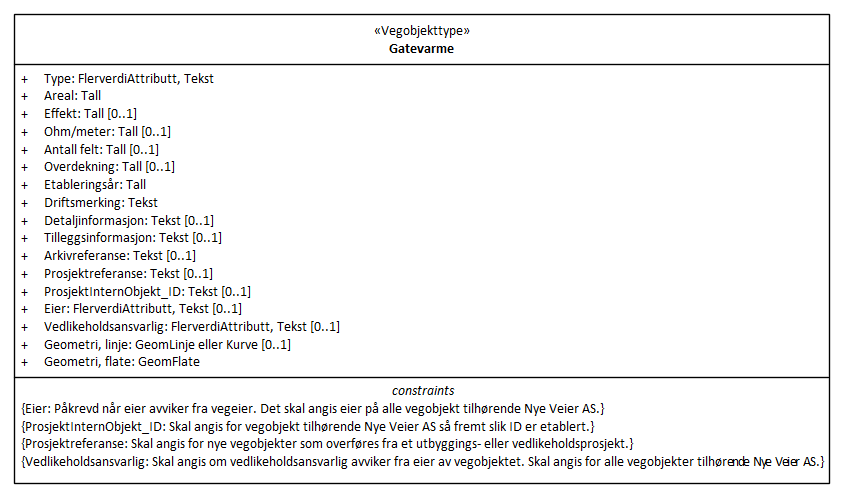 «Vegobjekttype»
Gatevarme
+ Type: FlerverdiAttributt, Tekst
+ Areal: Tall
+ Effekt: Tall [0..1]
+ Ohm/meter: Tall [0..1]
+ Antall felt: Tall [0..1]
+ Overdekning: Tall [0..1]
+ Etableringsår: Tall
+ Driftsmerking: Tekst
+ Detaljinformasjon: Tekst [0..1]
+ Tilleggsinformasjon: Tekst [0..1]
+ Arkivreferanse: Tekst [0..1]
+ Prosjektreferanse: Tekst [0..1]
+ ProsjektInternObjekt_ID: Tekst [0..1]
+ Eier: FlerverdiAttributt, Tekst [0..1]
+ Vedlikeholdsansvarlig: FlerverdiAttributt, Tekst [0..1]
+ Geometri, linje: GeomLinje eller Kurve [0..1]
+ Geometri, flate: GeomFlate
constraints
{Eier: Påkrevd når eier avviker fra vegeier. Det skal angis eier på alle vegobjekt tilhørende Nye Veier AS.}
{ProsjektInternObjekt_ID: Skal angis for vegobjekt tilhørende Nye Veier AS så fremt slik ID er etablert.}
{Prosjektreferanse: Skal angis for nye vegobjekter som overføres fra et utbyggings- eller vedlikeholdsprosjekt.}
{Vedlikeholdsansvarlig: Skal angis om vedlikeholdsansvarlig avviker fra eier av vegobjektet. Skal angis for alle vegobjekter tilhørende Nye Veier AS.}